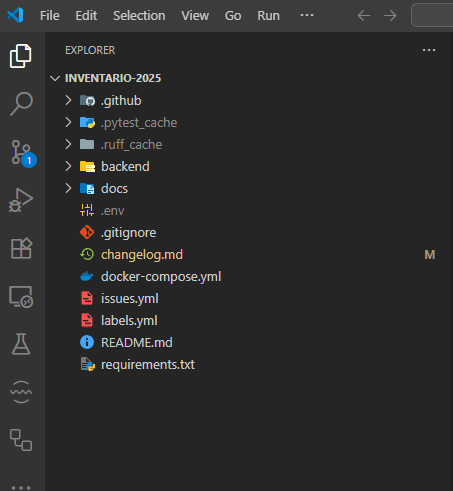 File Edit Selection View Go Run ···
EXPLORER ···
INVENTARIO-2025
.github
.pytest_cache
.ruff_cache
backend
docs
.env
.gitignore
changelog.md M
docker-compose.yml
issues.yml
labels.yml
README.md
requirements.txt
1